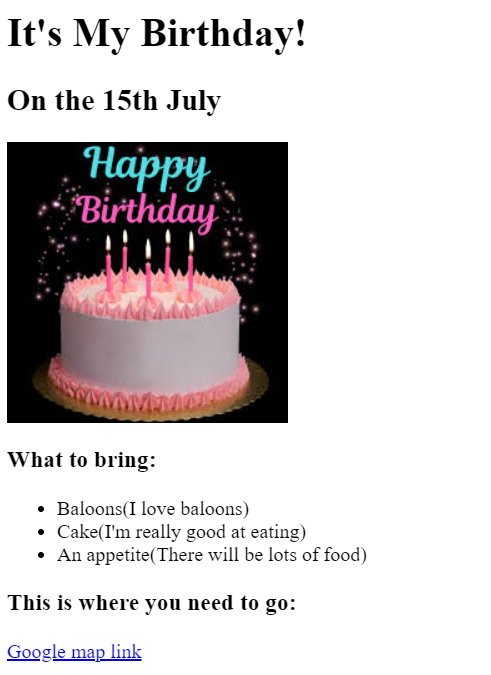 It's My Birthday!
On the 15th July
Happy
Birthday
What to bring:
Baloons(I love baloons)
Cake(I'm really good at eating)
An appetite(There will be lots of food)
This is where you need to go:
Google map link